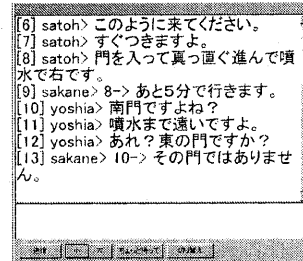 [6] satoh> このように来てください。
[7] satoh> すぐつきますよ。
[8] satoh> 門を入って真っ直ぐ進んで噴
水で右です。
[9] sakane> 8-> あと5分で行きます。
[10] yoshia> 南門ですよね？
[11] yoshia> 噴水まで遠いですよ。
[12] yoshia> あれ？東の門ですか？
[13] sakane> 10-> その門ではありませ
ん。